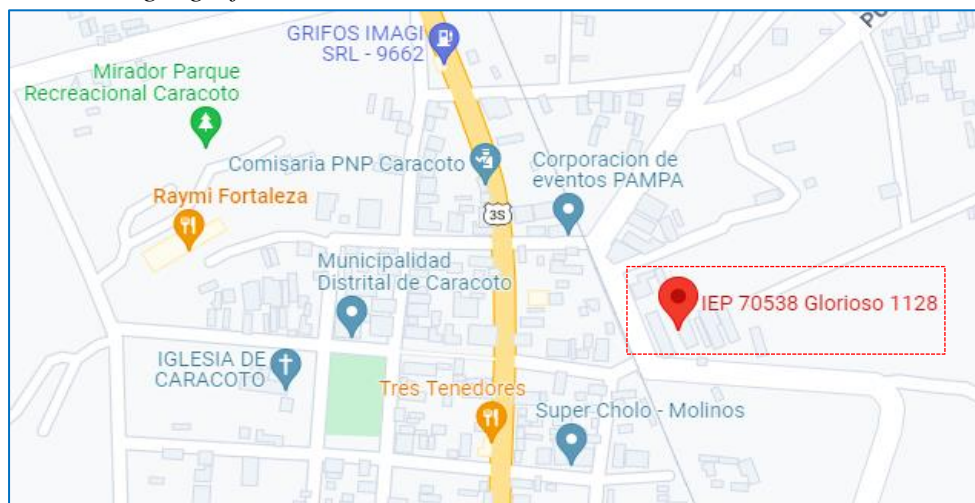 GRIFOS IMAGI
SRL - 9662
Mirador Parque
Recreacional Caracoto
Comisaria PNP Caracoto
Corporacion de
eventos PAMPA
Raymi Fortaleza
3S
Municipalidad
Distrital de Caracoto
IEP 70538 Glorioso 1128
IGLESIA DE
CARACOTO
Tres Tenedores
Super Cholo - Molinos